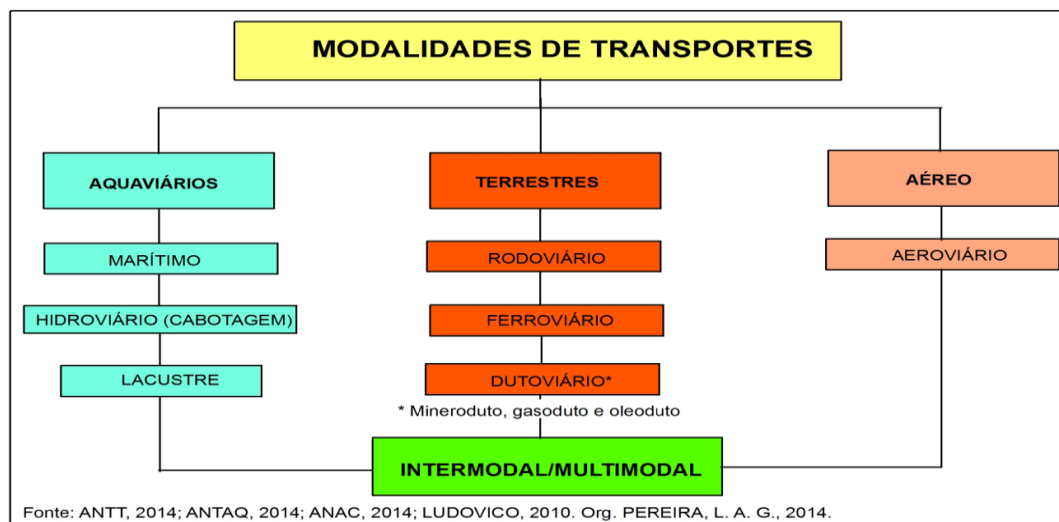 MODALIDADES DE TRANSPORTES
AQUAVIÁRIOS
MARÍTIMO
HIDROVIÁRIO (CABOTAGEM)
LACUSTRE
TERRESTRES
RODOVIÁRIO
FERROVIÁRIO
DUTOVIÁRIO*
* Mineroduto, gasoduto e oleoduto
AÉREO
AEROVIÁRIO
INTERMODAL/MULTIMODAL
Fonte: ANTT, 2014; ANTAQ, 2014; ANAC, 2014; LUDOVICO, 2010. Org. PEREIRA, L. A. G., 2014.